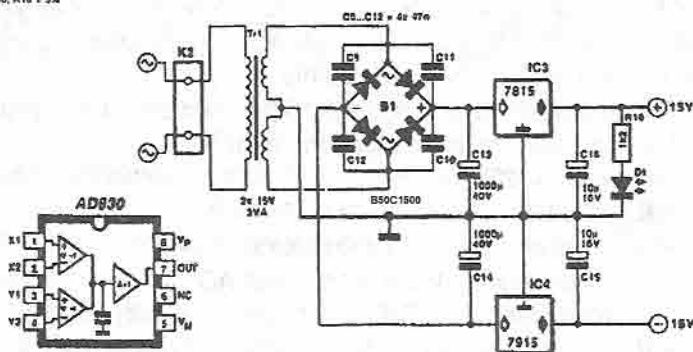 C9...C12 = 4x 47n
K2
Tr1
C9
C11
B1
C12
C10
B50C1500
2x 15V
3VA
IC3
7815
15V
R16
1k2
D1
C13
1000µ
40V
C15
10µ
16V
1000µ
40V
C14
10µ
16V
C16
IC4
7915
15V
AD830
X1 1
X2 2
Y1 3
Y2 4
8 VP
7 OUT
6 NC
5 VM
A=1